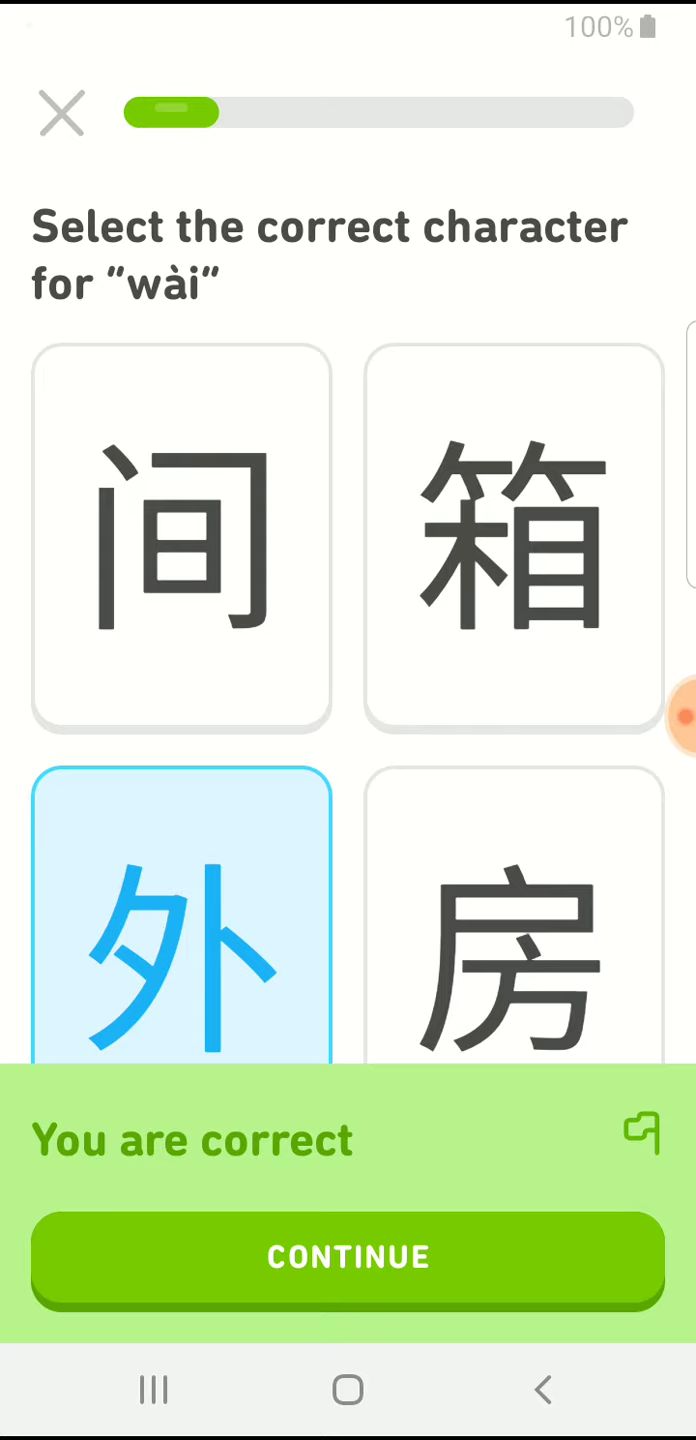 100%
Select the correct character
for "wài"
间
箱
外
房
You are correct
CONTINUE